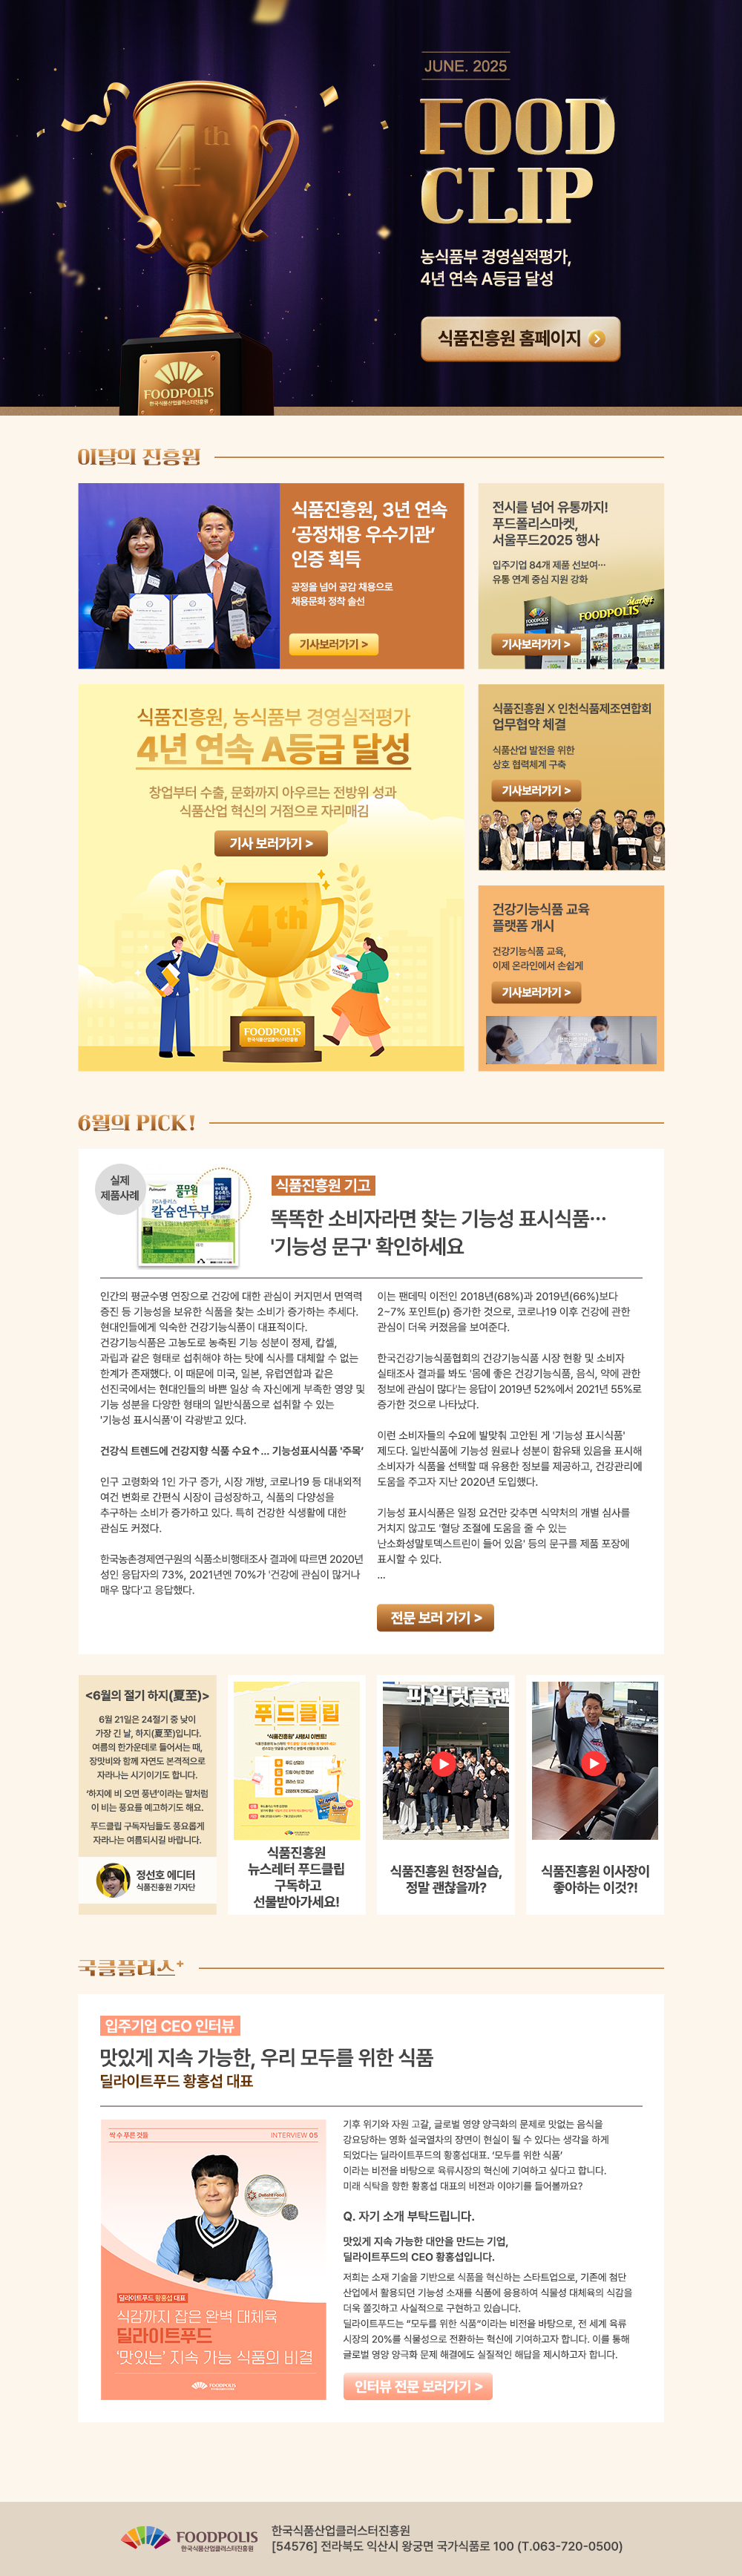 JUNE. 2025
FOOD
CLIP
농식품부 경영실적평가,
4년 연속 A등급 달성
식품진흥원 홈페이지
4th
FOODPOLIS
한국식품산업클러스터진흥원
이달의 진흥원
식품진흥원, 3년 연속
‘공정채용 우수기관’
인증 획득
공정을 넘어 공감 채용으로
채용문화 정착 솔선
기사보러가기 >
전시를 넘어 유통까지!
푸드폴리스마켓,
서울푸드2025 행사
입주기업 84개 제품 선보여…
유통 연계 중심 지원 강화
FOODPOLIS Market
기사보러가기 >
식품진흥원, 농식품부 경영실적평가
4년 연속 A등급 달성
창업부터 수출, 문화까지 아우르는 전방위 성과
식품산업 혁신의 거점으로 자리매김
기사 보러가기 >
4th
FOODPOLIS
한국식품산업클러스터진흥원
식품진흥원 X 인천식품제조연합회
업무협약 체결
식품산업 발전을 위한
상호 협력체계 구축
기사보러가기 >
건강기능식품 교육
플랫폼 개시
건강기능식품 교육,
이제 온라인에서 손쉽게
기사보러가기 >
6월의 PICK!
실제
제품사례
풀무원
PGA플러스
칼슘연두부
식품진흥원 기고
똑똑한 소비자라면 찾는 기능성 표시식품…
'기능성 문구' 확인하세요
인간의 평균수명 연장으로 건강에 대한 관심이 커지면서 면역력
증진 등 기능성을 보유한 식품을 찾는 소비가 증가하는 추세다.
현대인들에게 익숙한 건강기능식품이 대표적이다.
건강기능식품은 고농도로 농축된 기능 성분이 정제, 캅셀,
과립과 같은 형태로 섭취해야 하는 탓에 식사를 대체할 수 없는
한계가 존재했다. 이 때문에 미국, 일본, 유럽연합과 같은
선진국에서는 현대인들의 바쁜 일상 속 자신에게 부족한 영양 및
기능 성분을 다양한 형태의 일반식품으로 섭취할 수 있는
'기능성 표시식품'이 각광받고 있다.
건강식 트렌드에 건강지향 식품 수요↑... 기능성표시식품 '주목'
인구 고령화와 1인 가구 증가, 시장 개방, 코로나19 등 대내외적
여건 변화로 간편식 시장이 급성장하고, 식품의 다양성을
추구하는 소비가 증가하고 있다. 특히 건강한 식생활에 대한
관심도 커졌다.
한국농촌경제연구원의 식품소비행태조사 결과에 따르면 2020년
성인 응답자의 73%, 2021년엔 70%가 '건강에 관심이 많거나
매우 많다'고 응답했다.
이는 팬데믹 이전인 2018년(68%)과 2019년(66%)보다
2~7% 포인트(p) 증가한 것으로, 코로나19 이후 건강에 관한
관심이 더욱 커졌음을 보여준다.
한국건강기능식품협회의 건강기능식품 시장 현황 및 소비자
실태조사 결과를 봐도 '몸에 좋은 건강기능식품, 음식, 약에 관한
정보에 관심이 많다'는 응답이 2019년 52%에서 2021년 55%로
증가한 것으로 나타났다.
이런 소비자들의 수요에 발맞춰 고안된 게 '기능성 표시식품'
제도다. 일반식품에 기능성 원료나 성분이 함유돼 있음을 표시해
소비자가 식품을 선택할 때 유용한 정보를 제공하고, 건강관리에
도움을 주고자 지난 2020년 도입했다.
기능성 표시식품은 일정 요건만 갖추면 식약처의 개별 심사를
거치지 않고도 '혈당 조절에 도움을 줄 수 있는
난소화성말토덱스트린이 들어 있음' 등의 문구를 제품 포장에
표시할 수 있다.
...
전문 보러 가기 >
<6월의 절기 하지(夏至)>
6월 21일은 24절기 중 낮이
가장 긴 날, 하지(夏至)입니다.
여름의 한가운데로 들어서는 때,
장맛비와 함께 자연도 본격적으로
자라나는 시기이기도 합니다.
‘하지에 비 오면 풍년’이라는 말처럼
이 비는 풍요를 예고하기도 해요.
푸드클립 구독자님들도 풍요롭게
자라나는 여름되시길 바랍니다.
정선호 에디터
식품진흥원 기자단
푸드클립
식품진흥원
뉴스레터 푸드클립
구독하고
선물받아가세요!
파일럿플랜
식품진흥원 현장실습,
정말 괜찮을까?
식품진흥원 이사장이
좋아하는 이것?!
국클플러스+
입주기업 CEO 인터뷰
맛있게 지속 가능한, 우리 모두를 위한 식품
딜라이트푸드 황홍섭 대표
싹 수 푸른 것들
INTERVIEW 05
Delight Food
딜라이트푸드 황홍섭 대표
식감까지 잡은 완벽 대체육
딜라이트푸드
'맛있는' 지속 가능 식품의 비결
FOODPOLIS
기후 위기와 자원 고갈, 글로벌 영양 양극화의 문제로 맛없는 음식을
강요당하는 영화 설국열차의 장면이 현실이 될 수 있다는 생각을 하게
되었다는 딜라이트푸드의 황홍섭대표. ‘모두를 위한 식품’
이라는 비전을 바탕으로 육류시장의 혁신에 기여하고 싶다고 합니다.
미래 식탁을 향한 황홍섭 대표의 비전과 이야기를 들어볼까요?
Q. 자기 소개 부탁드립니다.
맛있게 지속 가능한 대안을 만드는 기업,
딜라이트푸드의 CEO 황홍섭입니다.
저희는 소재 기술을 기반으로 식품을 혁신하는 스타트업으로, 기존에 첨단
산업에서 활용되던 기능성 소재를 식품에 응용하여 식물성 대체육의 식감을
더욱 쫄깃하고 사실적으로 구현하고 있습니다.
딜라이트푸드는 “모두를 위한 식품”이라는 비전을 바탕으로, 전 세계 육류
시장의 20%를 식물성으로 전환하는 혁신에 기여하고자 합니다. 이를 통해
글로벌 영양 양극화 문제 해결에도 실질적인 해답을 제시하고자 합니다.
인터뷰 전문 보러가기 >
FOODPOLIS
한국식품산업클러스터진흥원
한국식품산업클러스터진흥원
[54576] 전라북도 익산시 왕궁면 국가식품로 100 (T.063-720-0500)